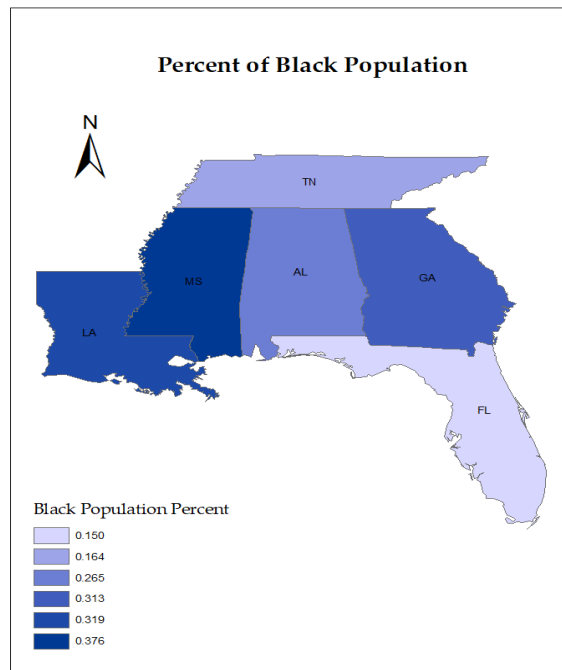 Percent of Black Population
N
TN
MS
AL
GA
LA
FL
Black Population Percent
0.150
0.164
0.265
0.313
0.319
0.376